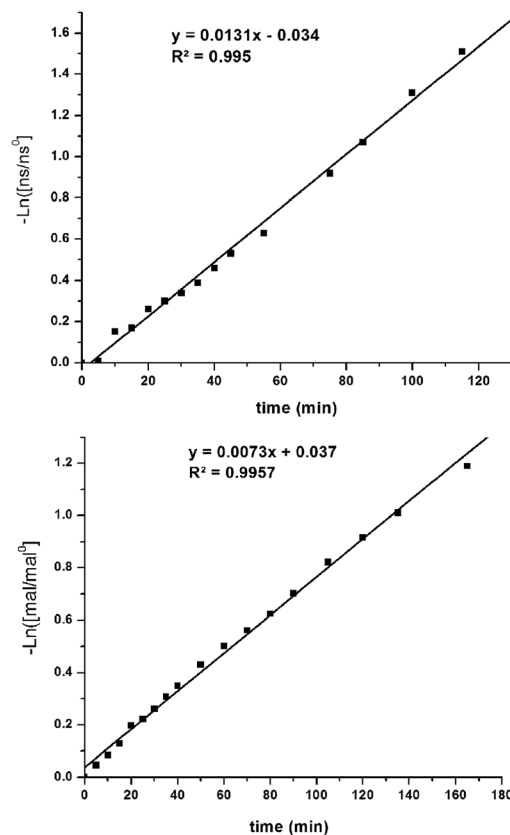 y = 0.0131x - 0.034
R² = 0.995
-Ln([ns/ns⁰]
1.6
1.4
1.2
1.0
0.8
0.6
0.4
0.2
0.0
0 20 40 60 80 100 120
time (min)
y = 0.0073x + 0.037
R² = 0.9957
-Ln([mal/mal⁰]
1.2
1.0
0.8
0.6
0.4
0.2
0.0
0 20 40 60 80 100 120 140 160 180
time (min)